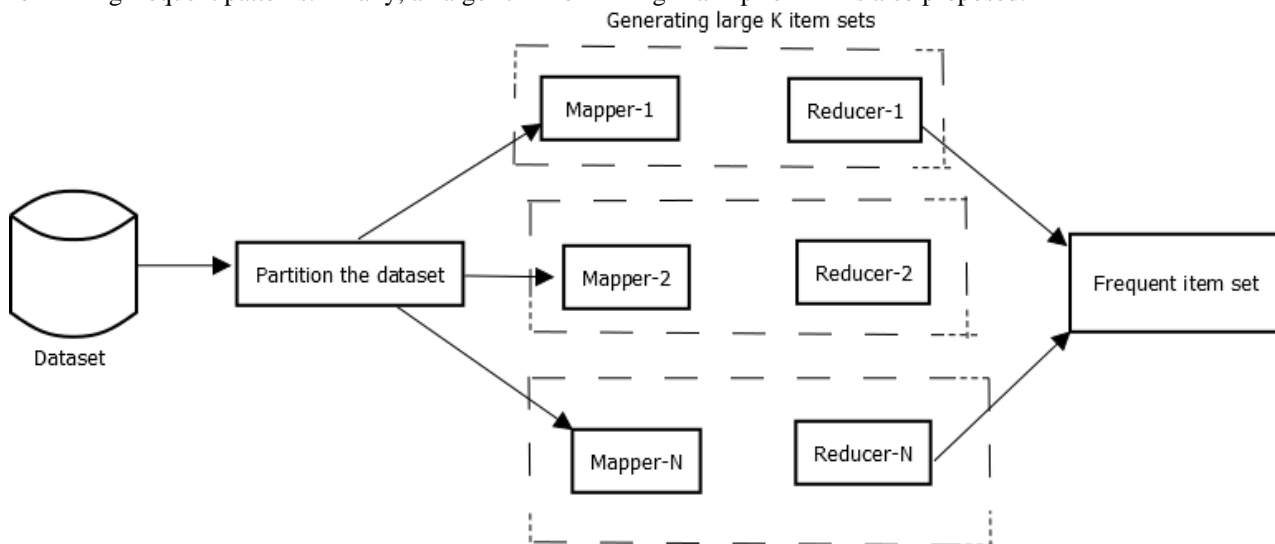 Generating large K item sets
Mapper-1
Reducer-1
Partition the dataset
Mapper-2
Reducer-2
Frequent item set
Dataset
Mapper-N
Reducer-N